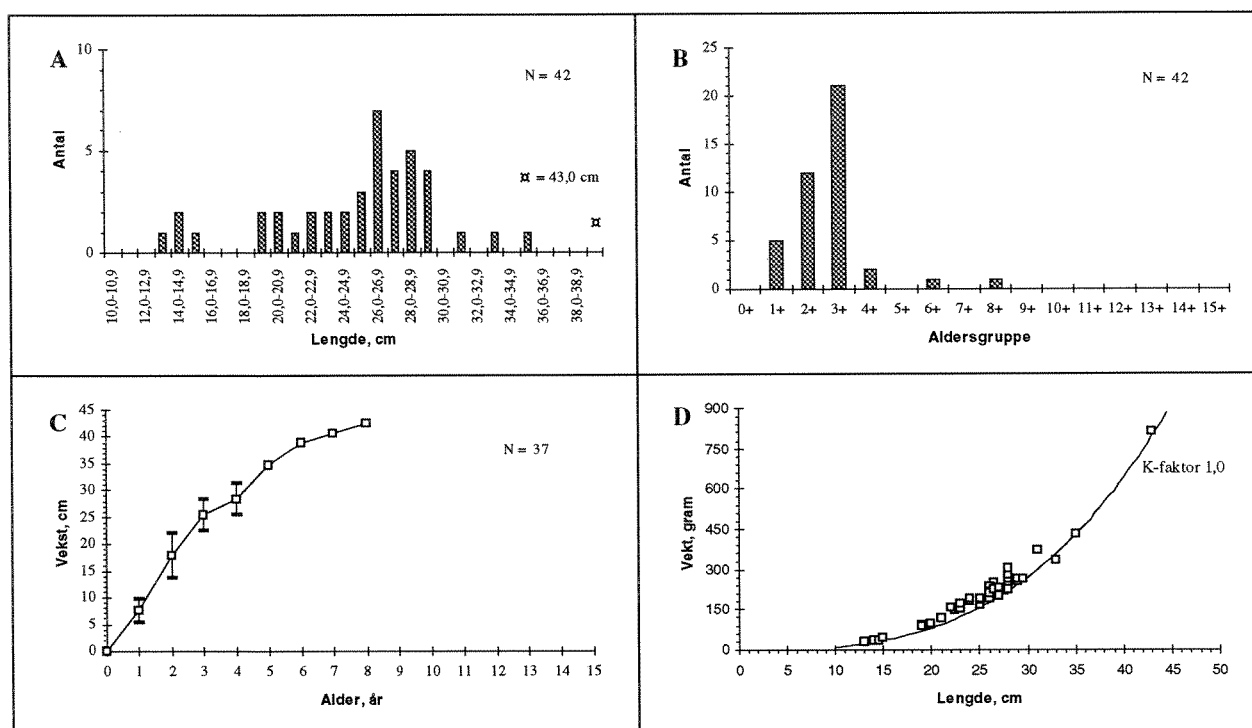 A
N = 42
Antal
10
5
0
¤ = 43,0 cm
¤
10,0-10,9
12,0-12,9
14,0-14,9
16,0-16,9
18,0-18,9
20,0-20,9
22,0-22,9
24,0-24,9
26,0-26,9
28,0-28,9
30,0-30,9
32,0-32,9
34,0-34,9
36,0-36,9
38,0-38,9
Lengde, cm
B
N = 42
Antal
25
20
15
10
5
0
0+ 1+ 2+ 3+ 4+ 5+ 6+ 7+ 8+ 9+ 10+ 11+ 12+ 13+ 14+ 15+
Aldersgruppe
C
N = 37
Vekst, cm
45
40
35
30
25
20
15
10
5
0
0 1 2 3 4 5 6 7 8 9 10 11 12 13 14 15
Alder, år
D
K-faktor 1,0
Vekt, gram
900
750
600
450
300
150
0
0 5 10 15 20 25 30 35 40 45 50
Lengde, cm